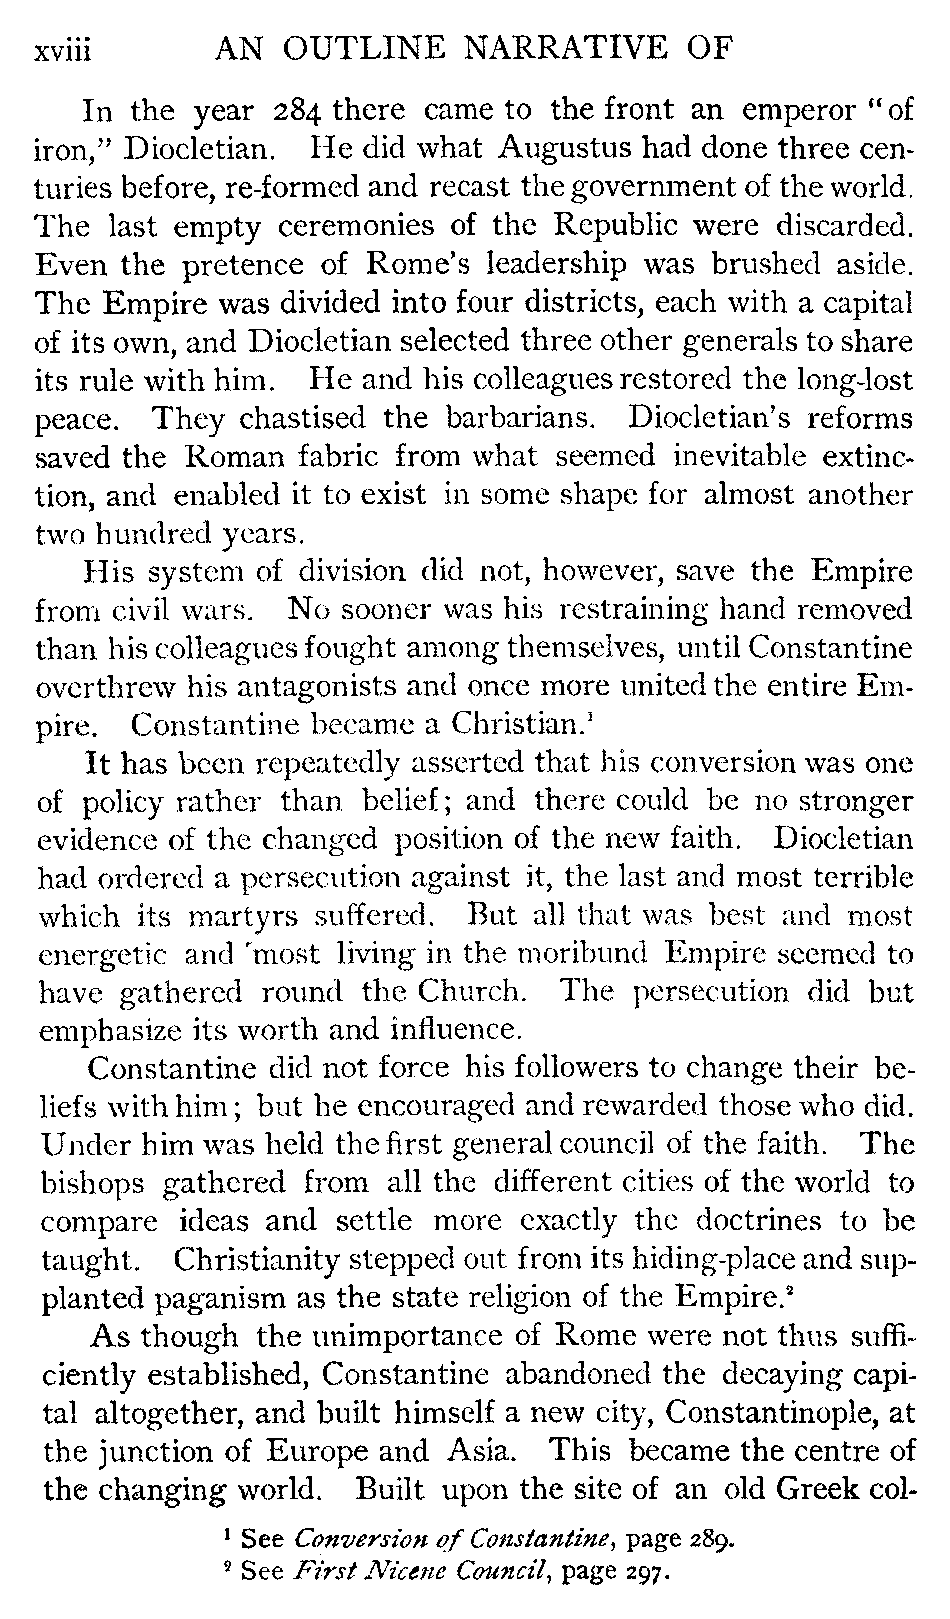 xviii AN OUTLINE NARRATIVE OF
In the year 284 there came to the front an emperor “of
iron,” Diocletian. He did what Augustus had done three cen-
turies before, re-formed and recast the government of the world.
The last empty ceremonies of the Republic were discarded.
Even the pretence of Rome’s leadership was brushed aside.
The Empire was divided into four districts, each with a capital
of its own, and Diocletian selected three other generals to share
its rule with him. He and his colleagues restored the long-lost
peace. They chastised the barbarians. Diocletian’s reforms
saved the Roman fabric from what seemed inevitable extinc-
tion, and enabled it to exist in some shape for almost another
two hundred years.
His system of division did not, however, save the Empire
from civil wars. No sooner was his restraining hand removed
than his colleagues fought among themselves, until Constantine
overthrew his antagonists and once more united the entire Em-
pire. Constantine became a Christian.¹
It has been repeatedly asserted that his conversion was one
of policy rather than belief; and there could be no stronger
evidence of the changed position of the new faith. Diocletian
had ordered a persecution against it, the last and most terrible
which its martyrs suffered. But all that was best and most
energetic and most living in the moribund Empire seemed to
have gathered round the Church. The persecution did but
emphasize its worth and influence.
Constantine did not force his followers to change their be-
liefs with him; but he encouraged and rewarded those who did.
Under him was held the first general council of the faith. The
bishops gathered from all the different cities of the world to
compare ideas and settle more exactly the doctrines to be
taught. Christianity stepped out from its hiding-place and sup-
planted paganism as the state religion of the Empire.²
As though the unimportance of Rome were not thus suffi-
ciently established, Constantine abandoned the decaying capi-
tal altogether, and built himself a new city, Constantinople, at
the junction of Europe and Asia. This became the centre of
the changing world. Built upon the site of an old Greek col-
¹ See Conversion of Constantine, page 289.
² See First Nicene Council, page 297.